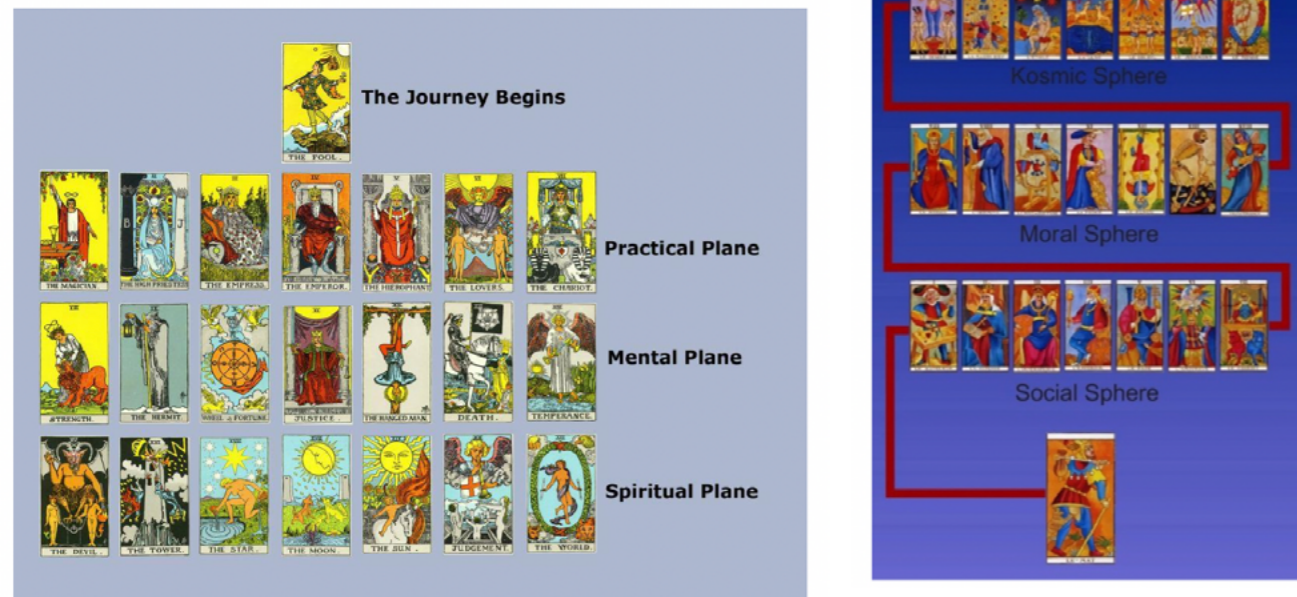 THE FOOL.
The Journey Begins
THE MAGICIAN.
THE HIGH PRIESTESS
THE EMPRESS.
THE EMPEROR.
THE HIEROPHANT
THE LOVERS.
THE CHARIOT.
Practical Plane
STRENGTH.
THE HERMIT
WHEEL of FORTUNE.
JUSTICE.
THE HANGED MAN.
DEATH.
TEMPERANCE.
Mental Plane
THE DEVIL.
THE TOWER.
THE STAR.
THE MOON.
THE SUN.
JUDGEMENT.
THE WORLD.
Spiritual Plane
Kosmic Sphere
Moral Sphere
Social Sphere